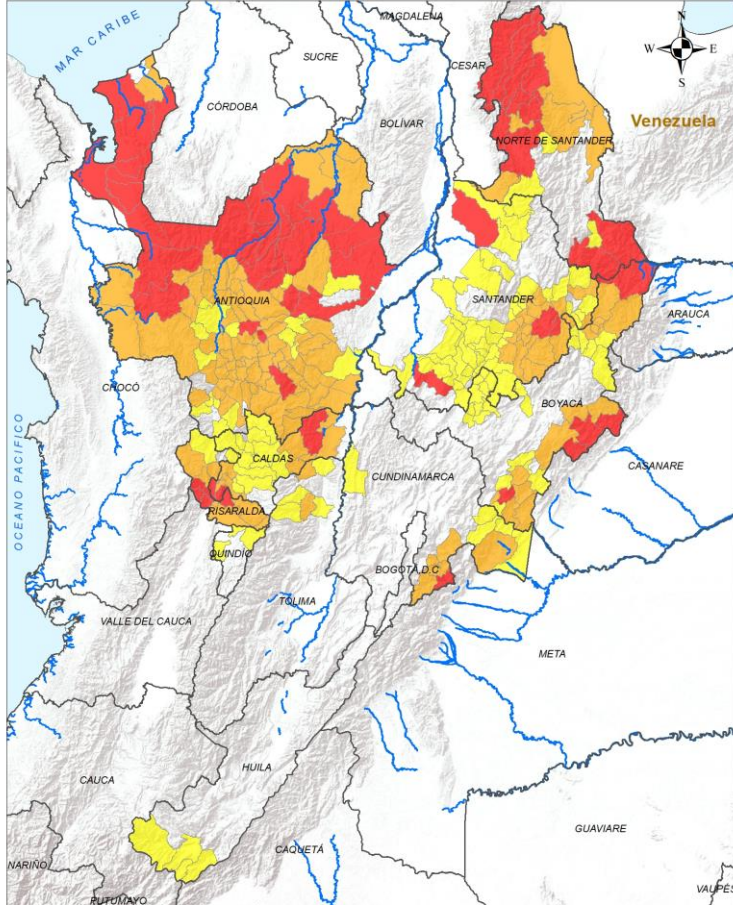 MAGDALENA
N
MAR CARIBE
W
E
SUCRE
S
CESAR
CÓRDOBA
BOLÍVAR
Venezuela
NORTE DE SANTANDER
ANTIOQUIA
SANTANDER
ARAUCA
CHOCÓ
BOYACÁ
CALDAS
CUNDINAMARCA
CASANARE
OCEANO PACIFICO
RISARALDA
QUINDÍO
BOGOTÁ, D.C
TOLIMA
VALLE DEL CAUCA
META
HUILA
CAUCA
GUAVIARE
CAQUETÁ
NARIÑO
VAUPÉS
PUTUMAYO